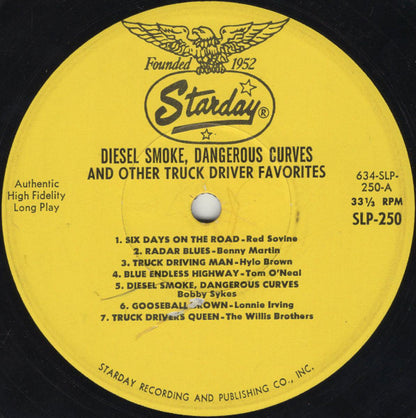 Founded 1952
Starday®
DIESEL SMOKE, DANGEROUS CURVES
AND OTHER TRUCK DRIVER FAVORITES
Authentic
High Fidelity
Long Play
634-SLP-
250-A
33⅓ RPM
SLP-250
1. SIX DAYS ON THE ROAD-Red Sovine
2. RADAR BLUES-Benny Martin
3. TRUCK DRIVING MAN-Hylo Brown
4. BLUE ENDLESS HIGHWAY-Tom O'Neal
5. DIESEL SMOKE, DANGEROUS CURVES
Bobby Sykes
6. GOOSEBALL BROWN-Lonnie Irving
7. TRUCK DRIVERS QUEEN-The Willis Brothers
STARDAY RECORDING AND PUBLISHING CO., INC.